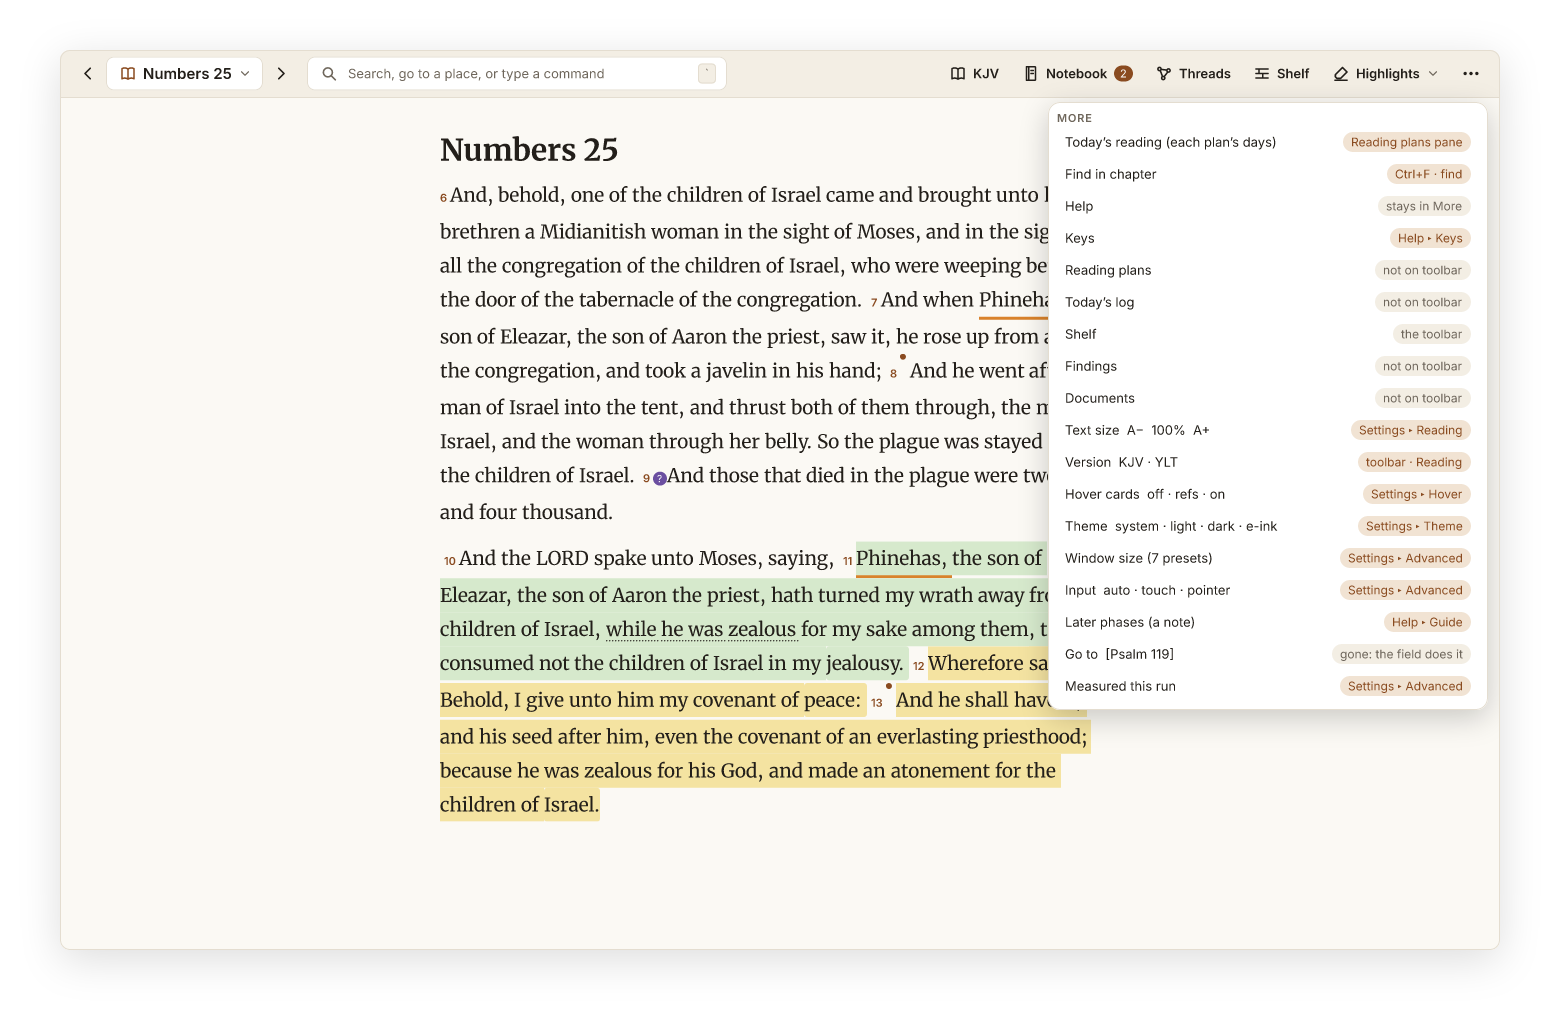 Numbers 25
Search, go to a place, or type a command
KJV
Notebook 2
Threads
Shelf
Highlights
MORE
Today's reading (each plan's days) Reading plans pane
Find in chapter Ctrl+F · find
Help stays in More
Keys Help ▸ Keys
Reading plans not on toolbar
Today's log not on toolbar
Shelf the toolbar
Findings not on toolbar
Documents not on toolbar
Text size A− 100% A+ Settings ▸ Reading
Version KJV · YLT toolbar · Reading
Hover cards off · refs · on Settings ▸ Hover
Theme system · light · dark · e-ink Settings ▸ Theme
Window size (7 presets) Settings ▸ Advanced
Input auto · touch · pointer Settings ▸ Advanced
Later phases (a note) Help ▸ Guide
Go to [Psalm 119] gone: the field does it
Measured this run Settings ▸ Advanced
Numbers 25
6 And, behold, one of the children of Israel came and brought unto
brethren a Midianitish woman in the sight of Moses, and in the
all the congregation of the children of Israel, who were weeping
the door of the tabernacle of the congregation. 7 And when
son of Eleazar, the son of Aaron the priest, saw it, he rose up from
the congregation, and took a javelin in his hand; 8 And he went
man of Israel into the tent, and thrust both of them through, the
Israel, and the woman through her belly. So the plague was stayed
the children of Israel. 9 ? And those that died in the plague were
and four thousand.
10 And the LORD spake unto Moses, saying, 11 Phinehas, the son of
Eleazar, the son of Aaron the priest, hath turned my wrath away
children of Israel, while he was zealous for my sake among them,
consumed not the children of Israel in my jealousy. 12 Wherefore
Behold, I give unto him my covenant of peace: 13 And he shall
and his seed after him, even the covenant of an everlasting priesthood;
because he was zealous for his God, and made an atonement for the
children of Israel.